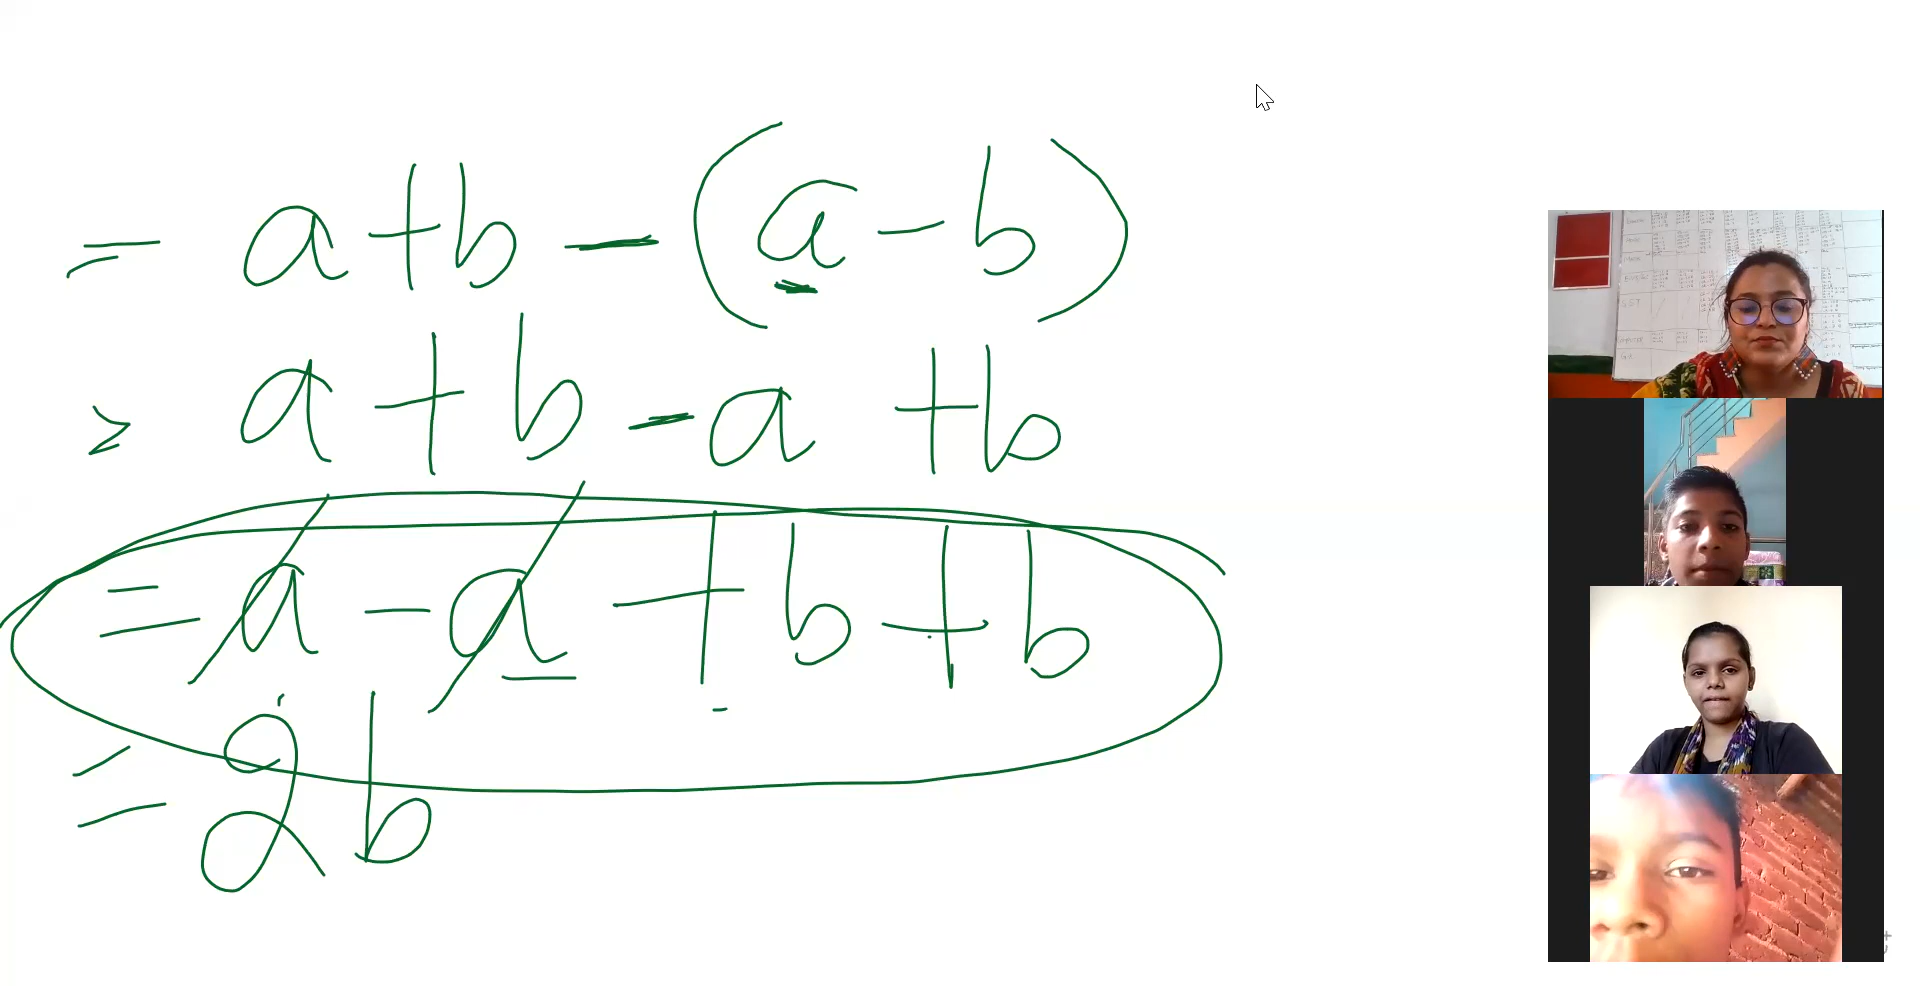 = a + b - (a - b)
= a + b - a + b
= a - a + b + b
= 2b